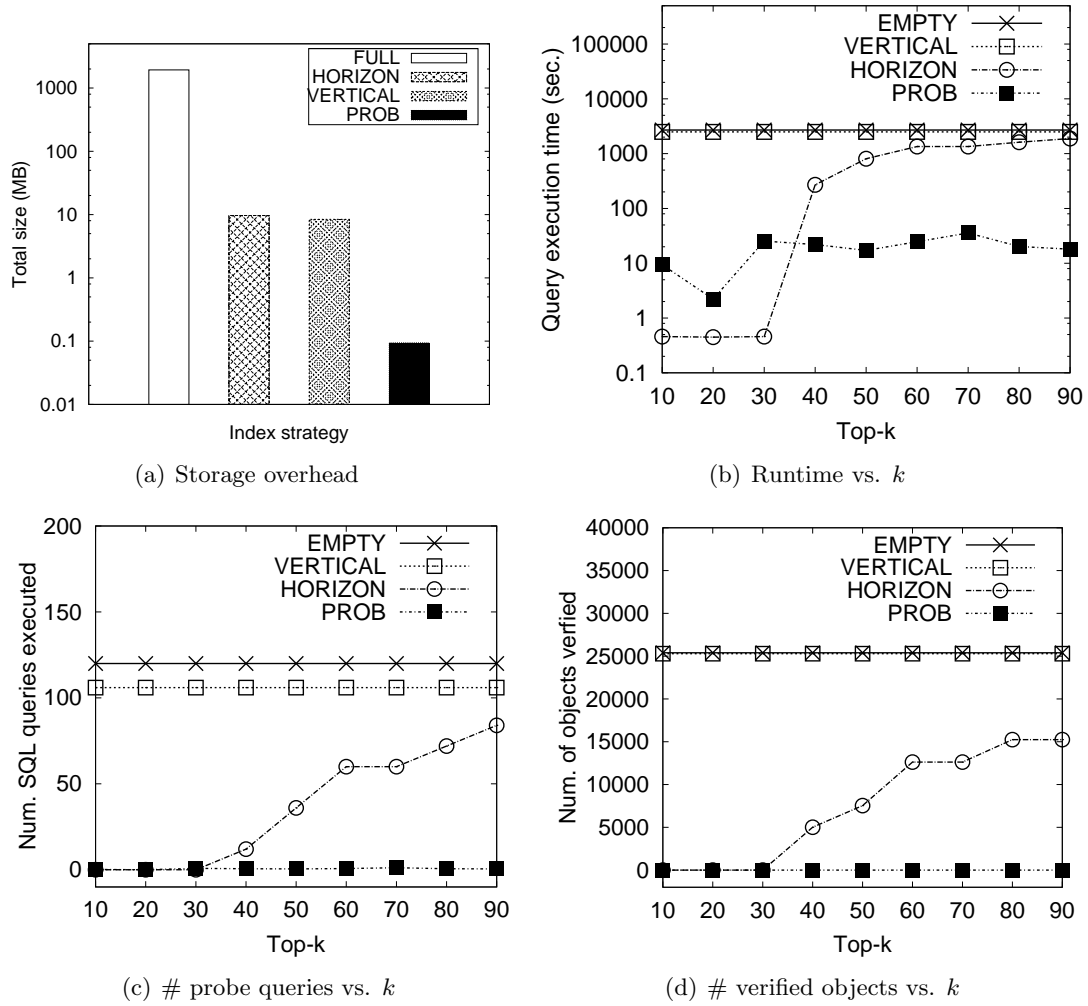 FULL
HORIZON
VERTICAL
PROB
1000
100
10
1
0.1
0.01
Total size (MB)
Index strategy
(a) Storage overhead
EMPTY
VERTICAL
HORIZON
PROB
100000
10000
1000
100
10
1
0.1
Query execution time (sec.)
10 20 30 40 50 60 70 80 90
Top-k
(b) Runtime vs. k
EMPTY
VERTICAL
HORIZON
PROB
200
150
100
50
0
Num. SQL queries executed
10 20 30 40 50 60 70 80 90
Top-k
(c) # probe queries vs. k
EMPTY
VERTICAL
HORIZON
PROB
40000
35000
30000
25000
20000
15000
10000
5000
0
Num. of objects verfied
10 20 30 40 50 60 70 80 90
Top-k
(d) # verified objects vs. k